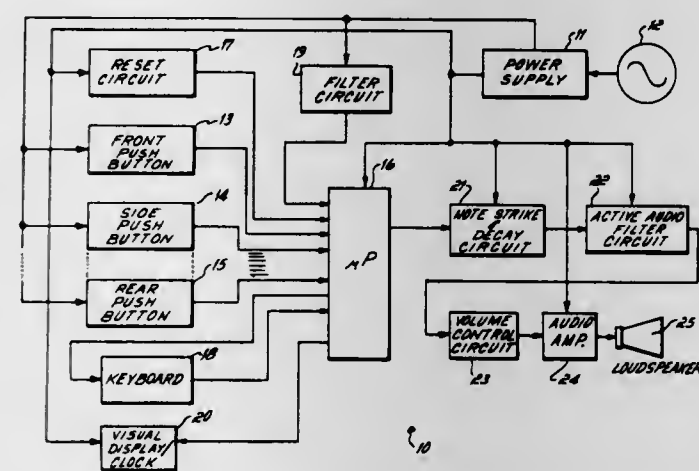 17
RESET
CIRCUIT
19
FILTER
CIRCUIT
11
POWER
SUPPLY
12
13
FRONT
PUSH
BUTTON
16
14
SIDE
PUSH
BUTTON
21
NOTE STRIKE
& DECAY
CIRCUIT
22
ACTIVE AUDIO
FILTER
CIRCUIT
15
REAR
PUSH
BUTTON
μP
18
KEYBOARD
VOLUME
CONTROL
CIRCUIT
23
AUDIO
AMP.
24
25
LOUDSPEAKER
20
VISUAL
DISPLAY/
CLOCK
10